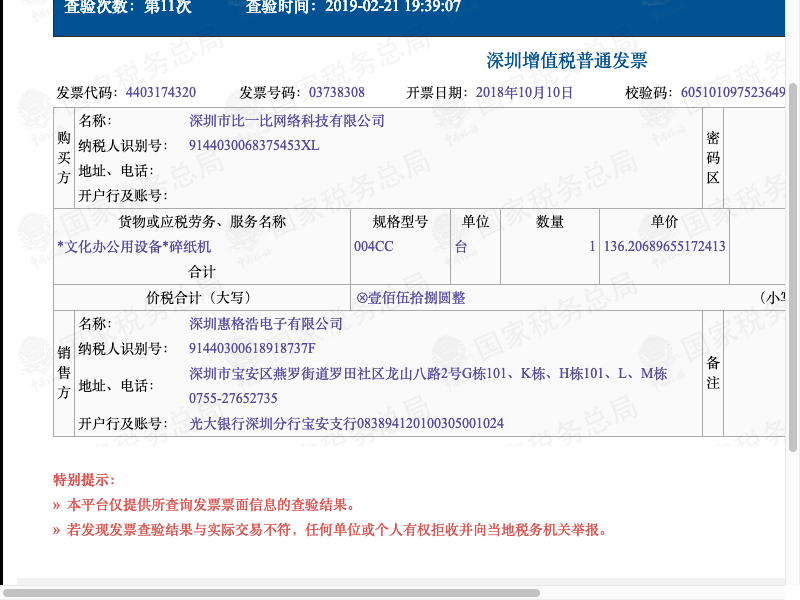 查验次数：第11次 查验时间：2019-02-21 19:39:07
深圳增值税普通发票
发票代码：4403174320 发票号码：03738308 开票日期：2018年10月10日 校验码：605101097523649
购买方
名称： 深圳市比一比网络科技有限公司
纳税人识别号： 9144030068375453XL
地址、电话：
开户行及账号：
密码区
货物或应税劳务、服务名称 规格型号 单位 数量 单价
*文化办公用设备*碎纸机 004CC 台 1 136.20689655172413
合计
价税合计（大写） ⊗壹佰伍拾捌圆整 （小写
销售方
名称： 深圳惠格浩电子有限公司
纳税人识别号： 91440300618918737F
地址、电话： 深圳市宝安区燕罗街道罗田社区龙山八路2号G栋101、K栋、H栋101、L、M栋
0755-27652735
开户行及账号： 光大银行深圳分行宝安支行083894120100305001024
备注
特别提示：
» 本平台仅提供所查询发票票面信息的查验结果。
» 若发现发票查验结果与实际交易不符，任何单位或个人有权拒收并向当地税务机关举报。
国家税务总局